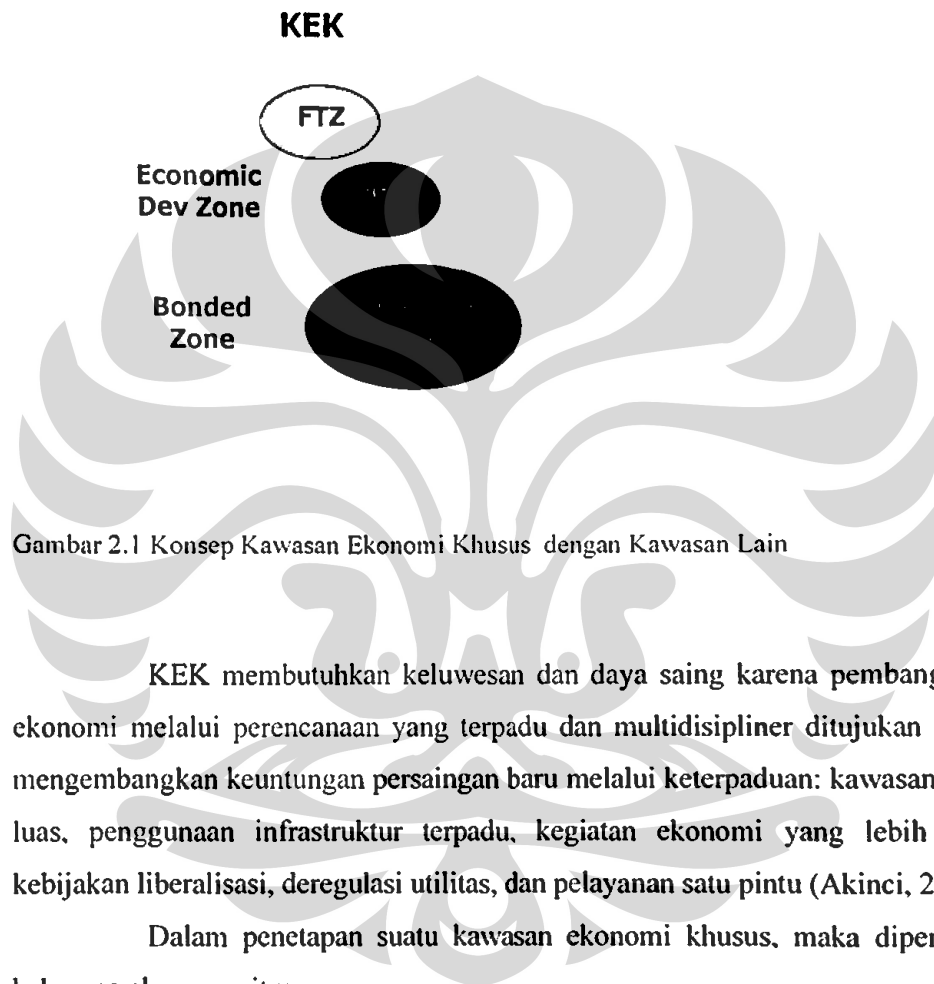 KEK
FTZ
Economic
Dev Zone
Bonded
Zone
Gambar 2.1 Konsep Kawasan Ekonomi Khusus dengan Kawasan Lain
KEK membutuhkan keluwesan dan daya saing karena pembang
ekonomi melalui perencanaan yang terpadu dan multidisipliner ditujukan
mengembangkan keuntungan persaingan baru melalui keterpaduan: kawasan
luas, penggunaan infrastruktur terpadu, kegiatan ekonomi yang lebih
kebijakan liberalisasi, deregulasi utilitas, dan pelayanan satu pintu (Akinci, 2
Dalam penetapan suatu kawasan ekonomi khusus, maka diper